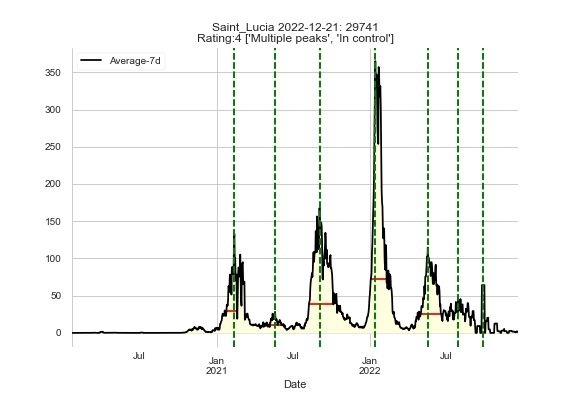 Saint_Lucia 2022-12-21: 29741
Rating:4 ['Multiple peaks', 'In control']
Average-7d
350
300
250
200
150
100
50
0
Jul
Jan
2021
Jul
Jan
2022
Jul
Date